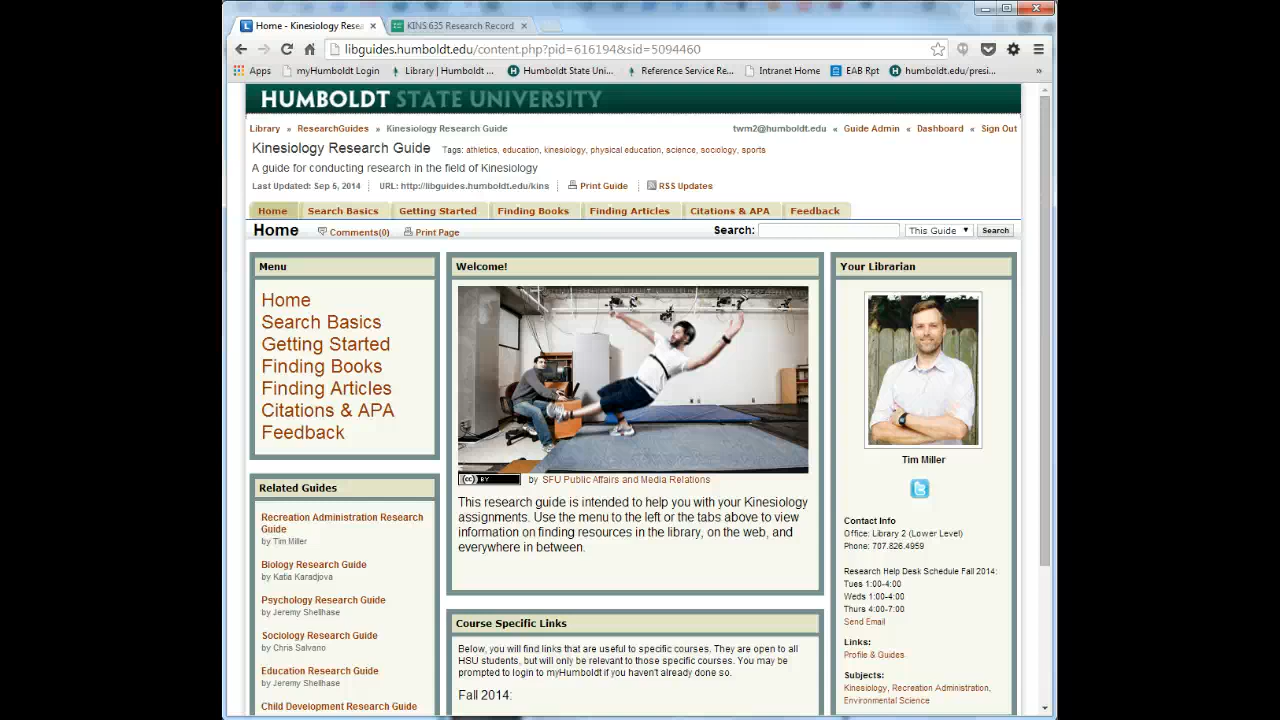 Home - Kinesiology Resea
KINS 635 Research Record
libguides.humboldt.edu/content.php?pid=616194&sid=5094460
Apps
myHumboldt Login
Library | Humboldt ...
Humboldt State Uni...
Reference Service Re...
Intranet Home
EAB Rpt
humboldt.edu/presi...
»
HUMBOLDT STATE UNIVERSITY
Library » ResearchGuides » Kinesiology Research Guide
twm2@humboldt.edu « Guide Admin « Dashboard « Sign Out
Kinesiology Research Guide Tags: athletics, education, kinesiology, physical education, science, sociology, sports
A guide for conducting research in the field of Kinesiology
Last Updated: Sep 5, 2014 URL: http://libguides.humboldt.edu/kins Print Guide RSS Updates
Home Search Basics Getting Started Finding Books Finding Articles Citations & APA Feedback
Home Comments(0) Print Page Search: This Guide Search
Menu
Home
Search Basics
Getting Started
Finding Books
Finding Articles
Citations & APA
Feedback
Related Guides
Recreation Administration Research
Guide
by Tim Miller
Biology Research Guide
by Katia Karadjova
Psychology Research Guide
by Jeremy Shellhase
Sociology Research Guide
by Chris Salvano
Education Research Guide
by Jeremy Shellhase
Child Development Research Guide
Welcome!
(cc) BY by SFU Public Affairs and Media Relations
This research guide is intended to help you with your Kinesiology
assignments. Use the menu to the left or the tabs above to view
information on finding resources in the library, on the web, and
everywhere in between.
Course Specific Links
Below, you will find links that are useful to specific courses. They are open to all
HSU students, but will only be relevant to those specific courses. You may be
prompted to login to myHumboldt if you haven't already done so.
Fall 2014:
Your Librarian
Tim Miller
Contact Info
Office: Library 2 (Lower Level)
Phone: 707.826.4959
Research Help Desk Schedule Fall 2014:
Tues 1:00-4:00
Weds 1:00-4:00
Thurs 4:00-7:00
Send Email
Links:
Profile & Guides
Subjects:
Kinesiology, Recreation Administration,
Environmental Science